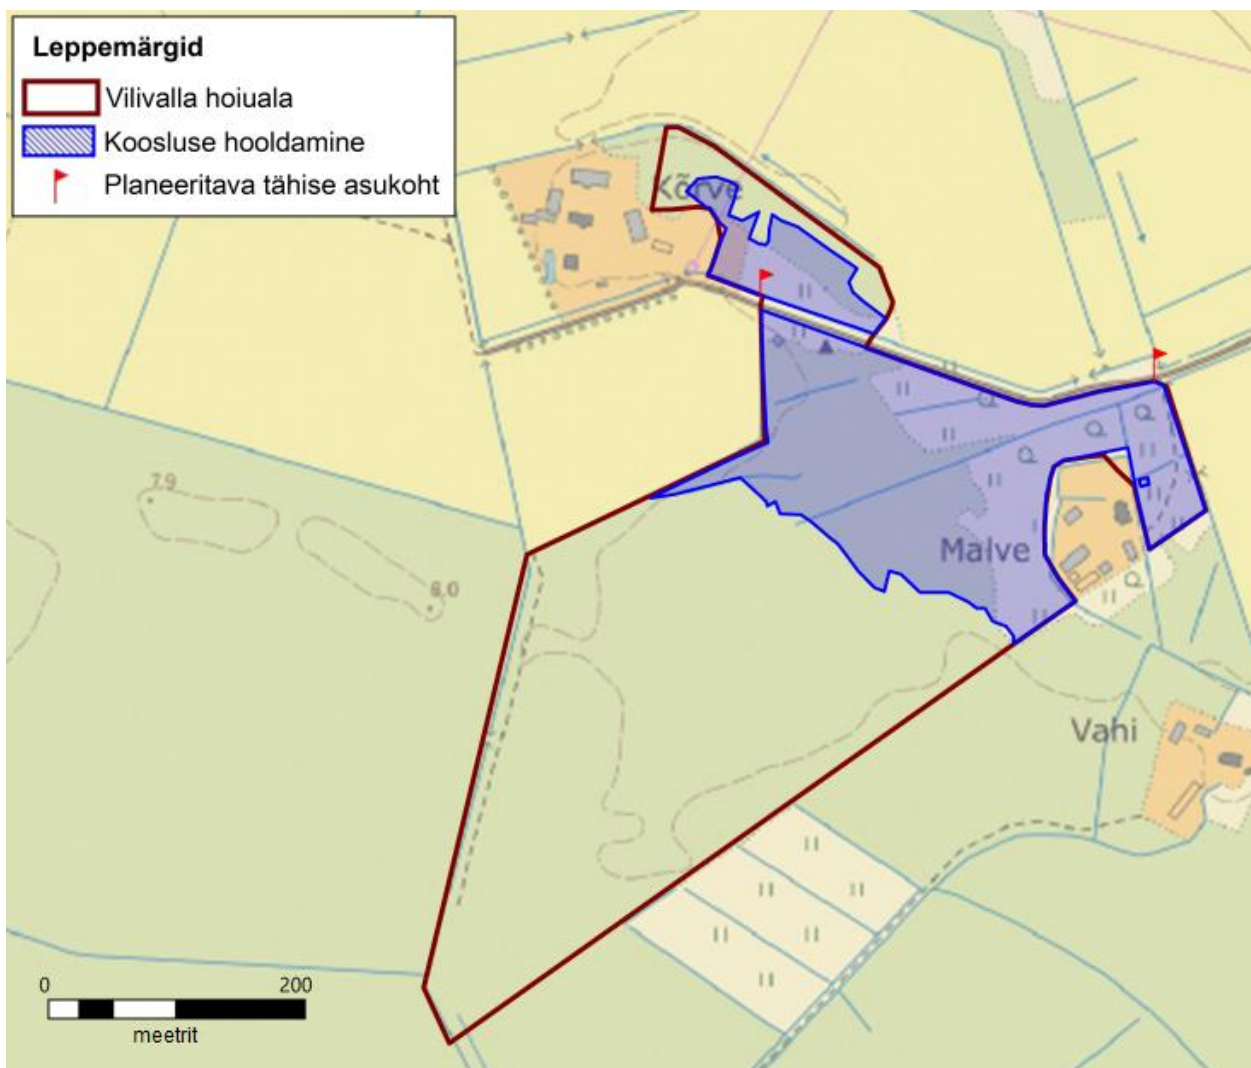 Leppemärgid
Vilivalla hoiuala
Koosluse hooldamine
Planeeritava tähise asukoht
Kõrve
7.9
8.0
Malve
Vahi
0 200
meetrit